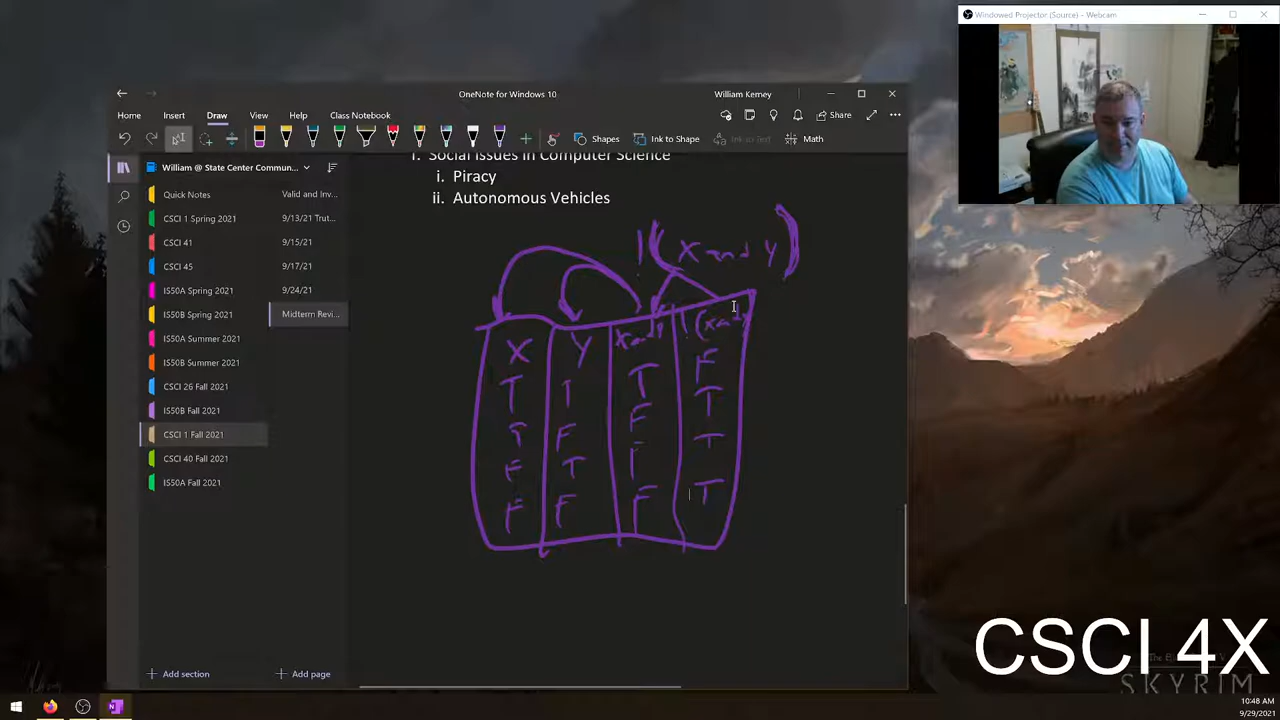 Windowed Projector (Source) - Webcam
OneNote for Windows 10
William Kerney
Home
Insert
Draw
View
Help
Class Notebook
Share
Shapes
Ink to Shape
Ink to Text
Math
William @ State Center Commun...
Quick Notes
CSCI 1 Spring 2021
CSCI 41
CSCI 45
IS50A Spring 2021
IS50B Spring 2021
IS50A Summer 2021
IS50B Summer 2021
CSCI 26 Fall 2021
IS50B Fall 2021
CSCI 1 Fall 2021
CSCI 40 Fall 2021
IS50A Fall 2021
Add section
Valid and Inv...
9/13/21 Trut...
9/15/21
9/17/21
9/24/21
Midterm Revi...
Add page
Social Issues in Computer Science
i. Piracy
ii. Autonomous Vehicles
!(X and Y)
X Y X and Y !(X and Y)
T T T F
T F F T
F T F T
F F F T
CSCI 4X
SKYRIM
10:48 AM
9/29/2021